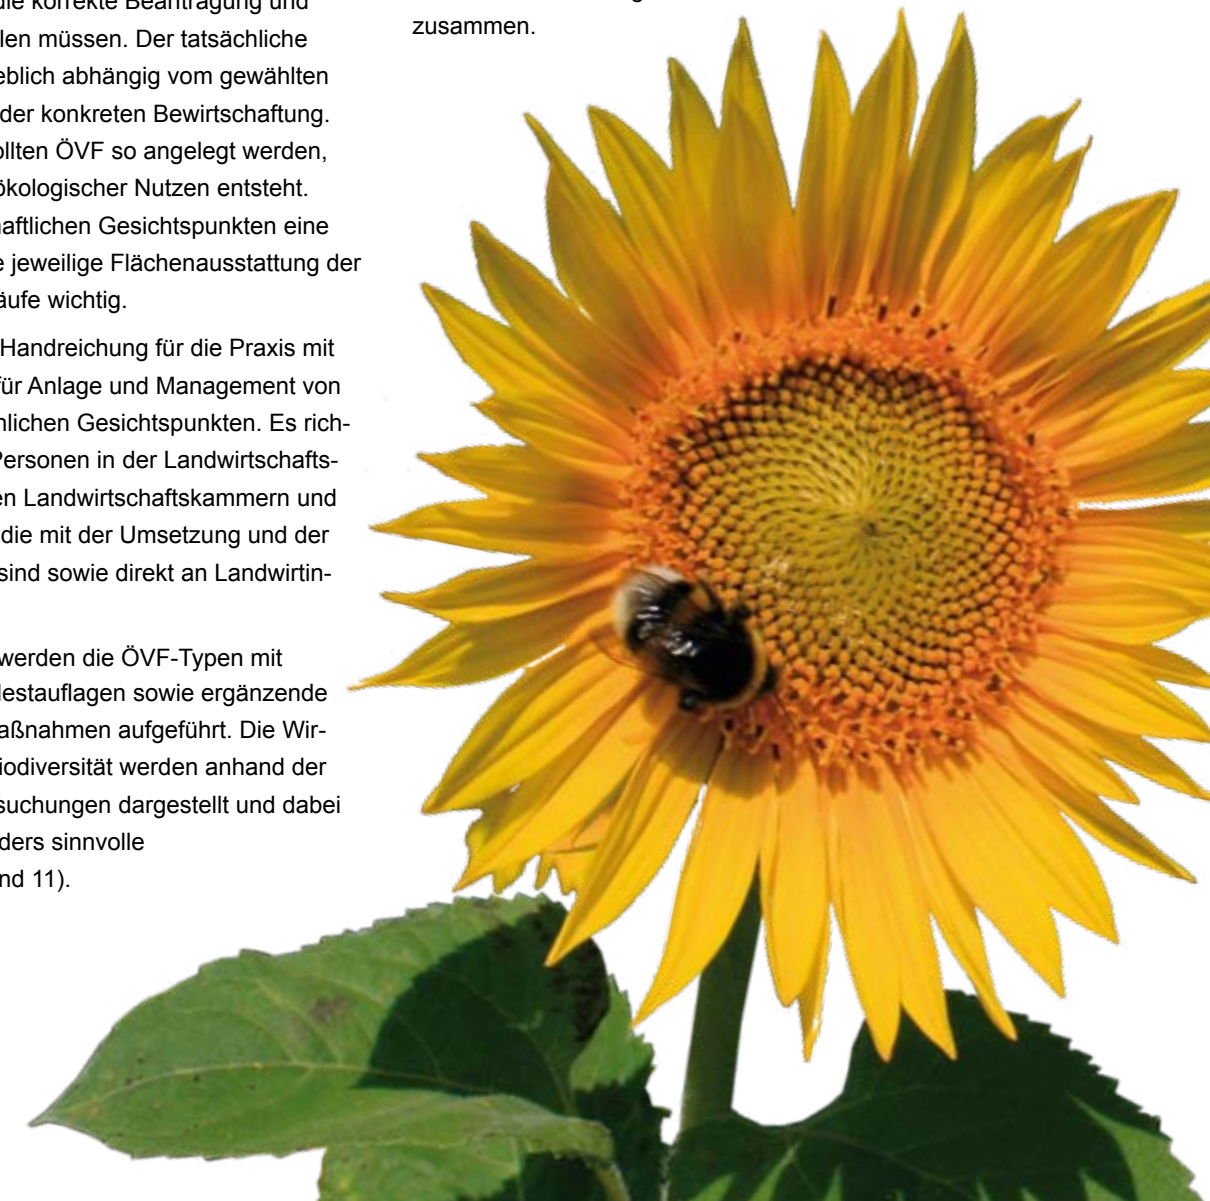 die korrekte Beantragung und
len müssen. Der tatsächliche
eblich abhängig vom gewählten
der konkreten Bewirtschaftung.
ollten ÖVF so angelegt werden,
ökologischer Nutzen entsteht.
aftlichen Gesichtspunkten eine
e jeweilige Flächenausstattung der
äufe wichtig.
Handreichung für die Praxis mit
für Anlage und Management von
nlichen Gesichtspunkten. Es rich-
Personen in der Landwirtschafts-
en Landwirtschaftskammern und
die mit der Umsetzung und der
sind sowie direkt an Landwirtin-
werden die ÖVF-Typen mit
destauflagen sowie ergänzende
aßnahmen aufgeführt. Die Wir-
iodiversität werden anhand der
suchungen dargestellt und dabei
ders sinnvolle
nd 11).
zusammen.